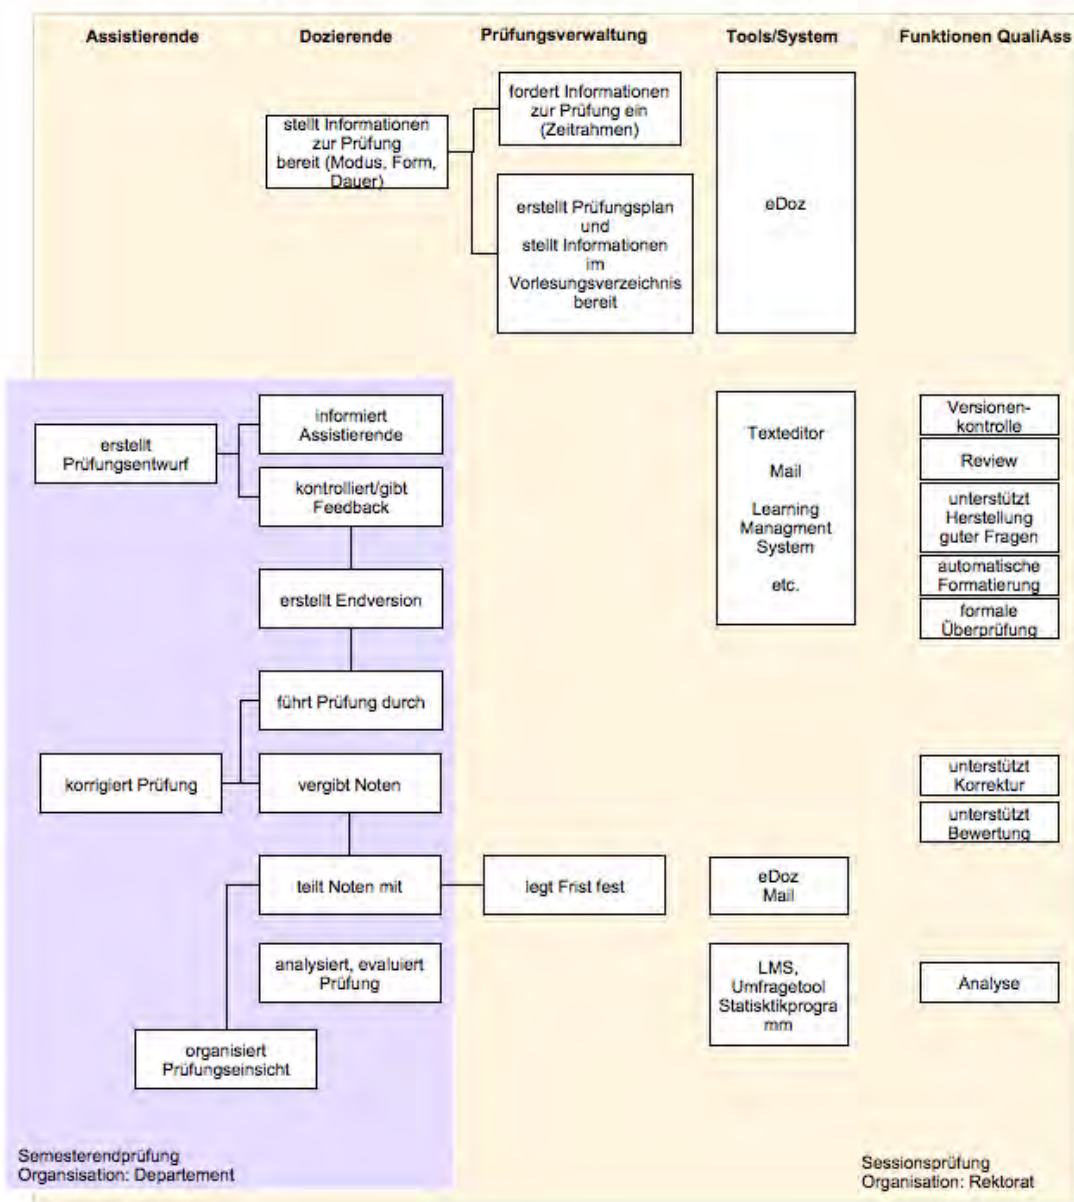 Assistierende
Dozierende
Prüfungsverwaltung
Tools/System
Funktionen QualiAss
stellt Informationen
zur Prüfung
bereit (Modus, Form,
Dauer)
fordert Informationen
zur Prüfung ein
(Zeitrahmen)
erstellt Prüfungsplan
und
stellt Informationen
im
Vorlesungsverzeichnis
bereit
eDoz
erstellt
Prüfungsentwurf
informiert
Assistierende
kontrolliert/gibt
Feedback
erstellt Endversion
Texteditor
Mail
Learning
Managment
System
etc.
Versionen-
kontrolle
Review
unterstützt
Herstellung
guter Fragen
automatische
Formatierung
formale
Überprüfung
führt Prüfung durch
korrigiert Prüfung
vergibt Noten
unterstützt
Korrektur
unterstützt
Bewertung
teilt Noten mit
legt Frist fest
eDoz
Mail
analysiert, evaluiert
Prüfung
LMS,
Umfragetool
Statisktikprogra
mm
Analyse
organisiert
Prüfungseinsicht
Semesterendprüfung
Organsisation: Departement
Sessionsprüfung
Organisation: Rektorat